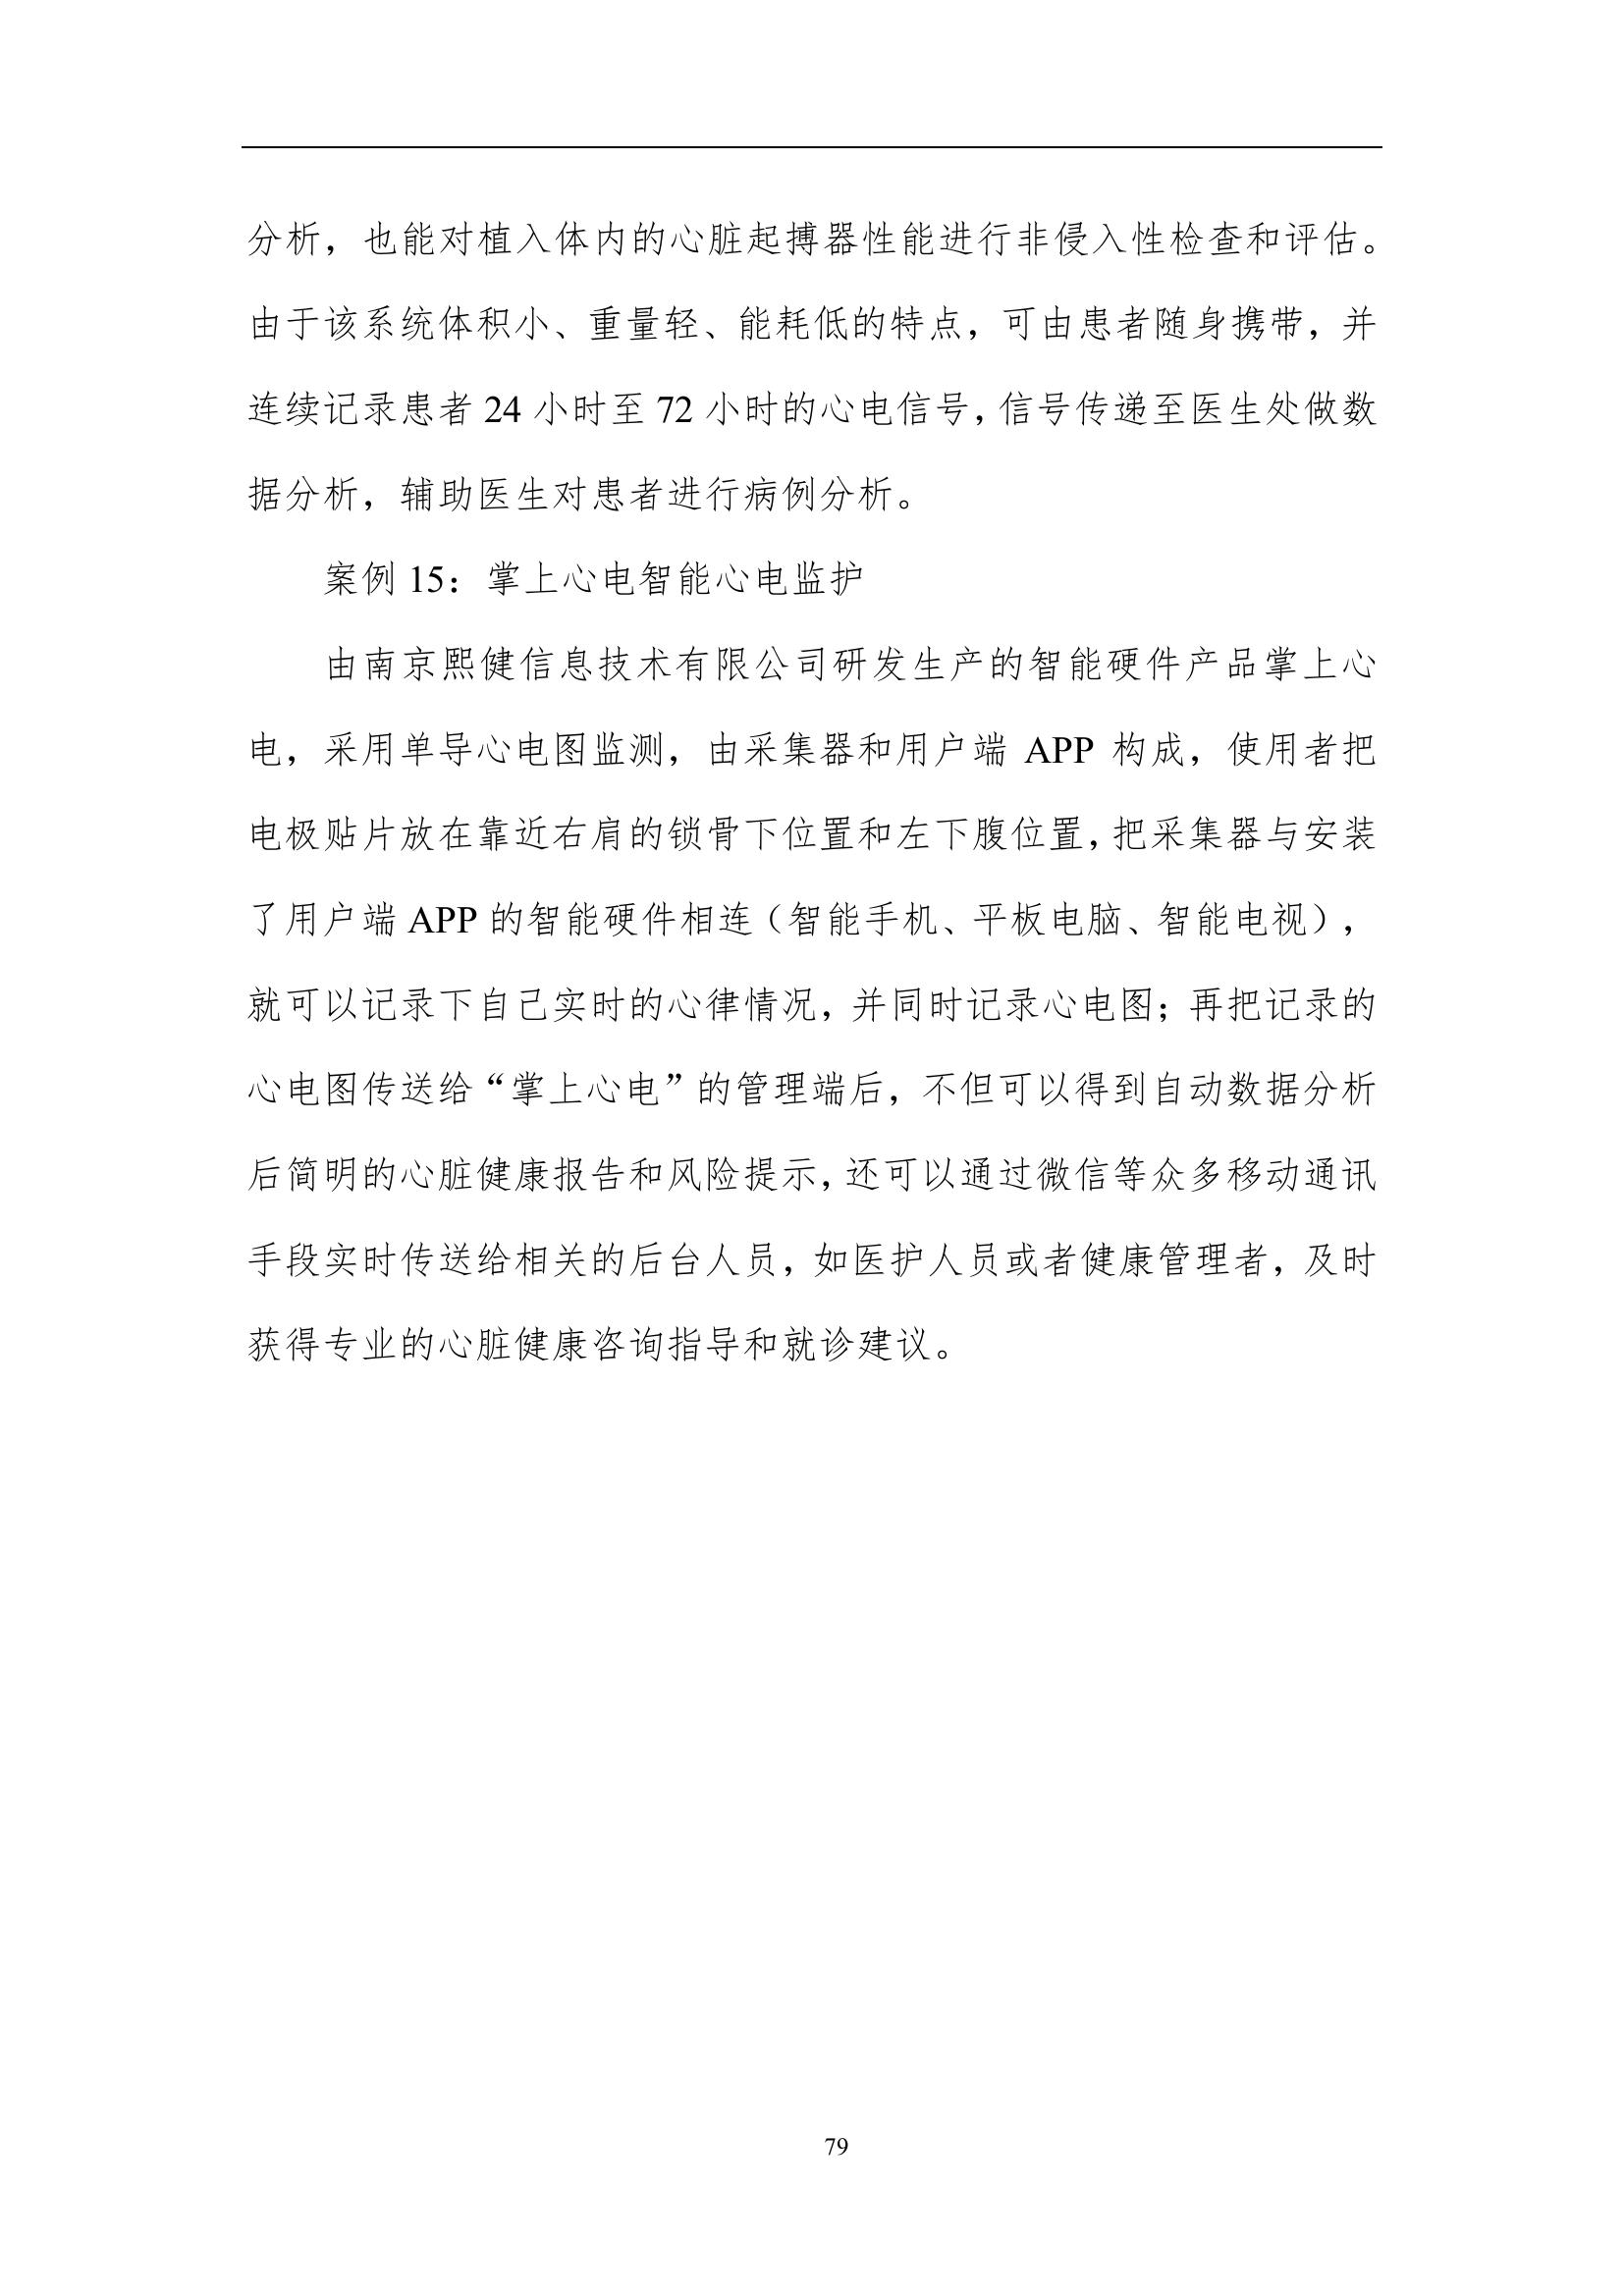 分析，也能对植入体内的心脏起搏器性能进行非侵入性检查和评估。
由于该系统体积小、重量轻、能耗低的特点，可由患者随身携带，并
连续记录患者 24 小时至 72 小时的心电信号，信号传递至医生处做数
据分析，辅助医生对患者进行病例分析。
案例 15：掌上心电智能心电监护
由南京熙健信息技术有限公司研发生产的智能硬件产品掌上心
电，采用单导心电图监测，由采集器和用户端 APP 构成，使用者把
电极贴片放在靠近右肩的锁骨下位置和左下腹位置，把采集器与安装
了用户端 APP 的智能硬件相连（智能手机、平板电脑、智能电视），
就可以记录下自己实时的心律情况，并同时记录心电图；再把记录的
心电图传送给“掌上心电”的管理端后，不但可以得到自动数据分析
后简明的心脏健康报告和风险提示，还可以通过微信等众多移动通讯
手段实时传送给相关的后台人员，如医护人员或者健康管理者，及时
获得专业的心脏健康咨询指导和就诊建议。
79